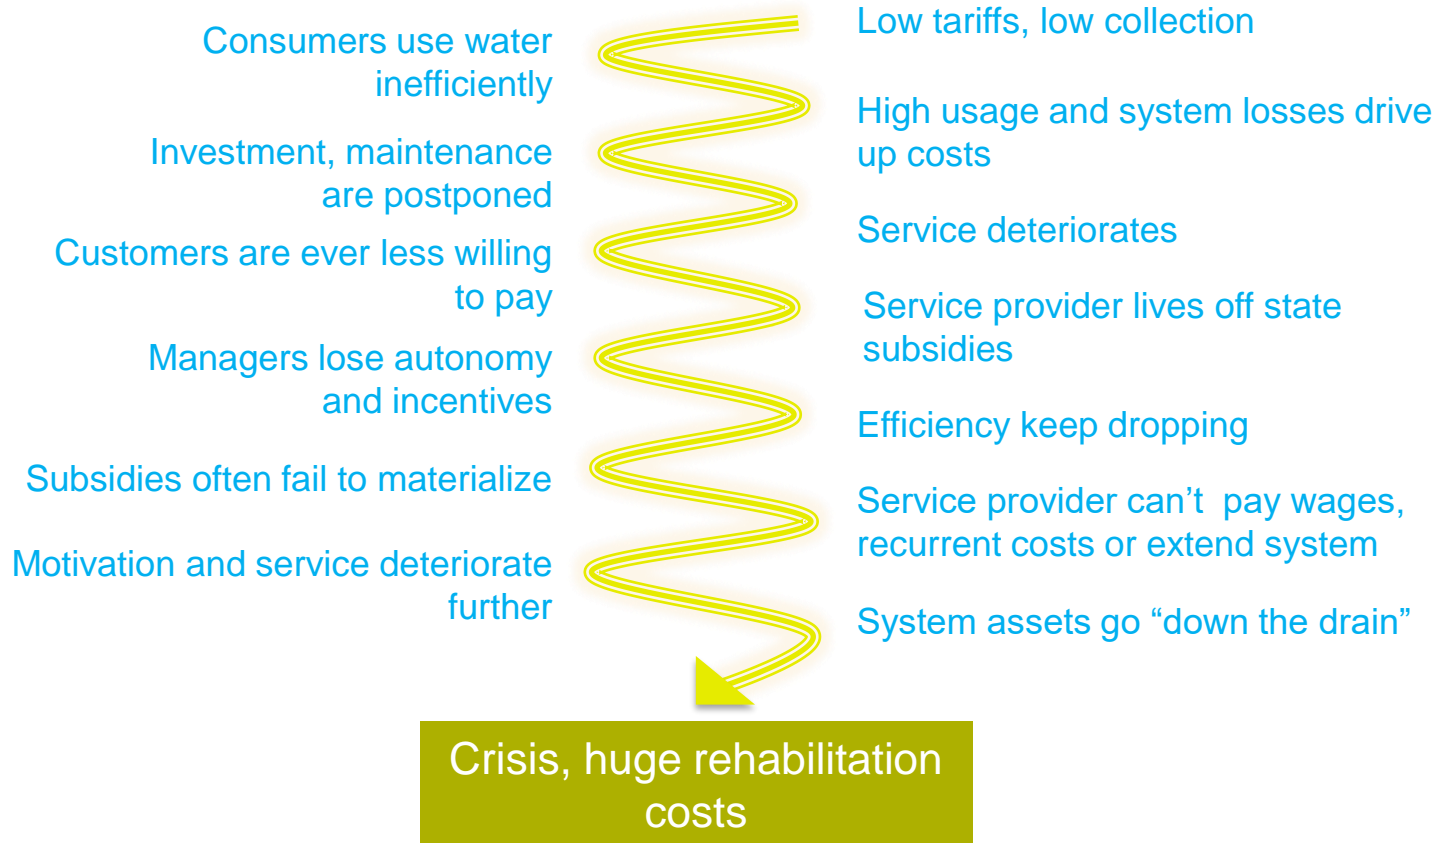 Low tariffs, low collection
Consumers use water
inefficiently
High usage and system losses drive
up costs
Investment, maintenance
are postponed
Service deteriorates
Customers are ever less willing
to pay
Service provider lives off state
subsidies
Managers lose autonomy
and incentives
Efficiency keep dropping
Subsidies often fail to materialize
Service provider can’t  pay wages,
recurrent costs or extend system
Motivation and service deteriorate
further
System assets go “down the drain”
Crisis, huge rehabilitation
costs